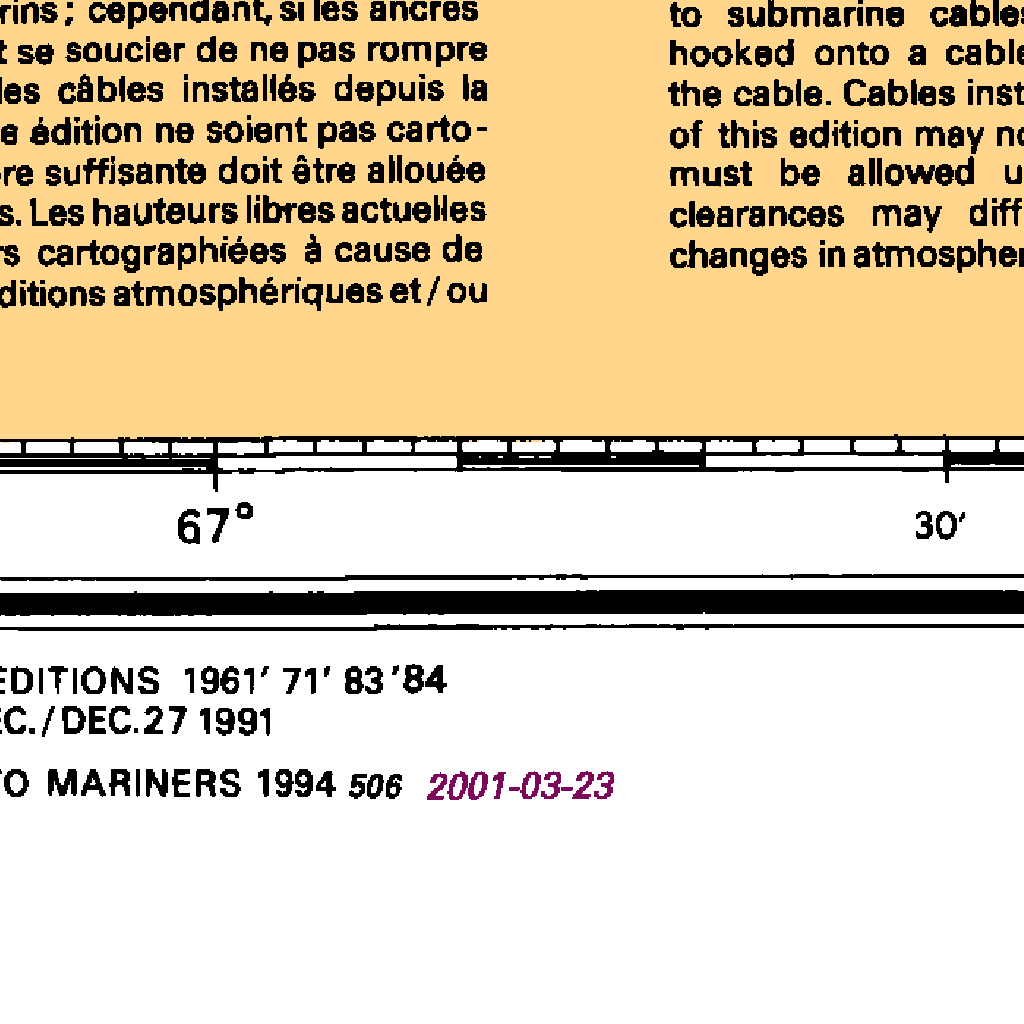 rins ; cependant, si les ancres
t se soucier de ne pas rompre
les câbles installés depuis la
e édition ne soient pas carto-
re suffisante doit être allouée
s. Les hauteurs libres actuelles
rs cartographiées à cause de
ditions atmosphériques et / ou
to submarine cables
hooked onto a cable
the cable. Cables inst
of this edition may no
must be allowed u
clearances may diff
changes in atmospher
67°
30′
EDITIONS 1961′ 71′ 83 ′84
EC. / DEC. 27 1991
TO MARINERS 1994 506 2001-03-23